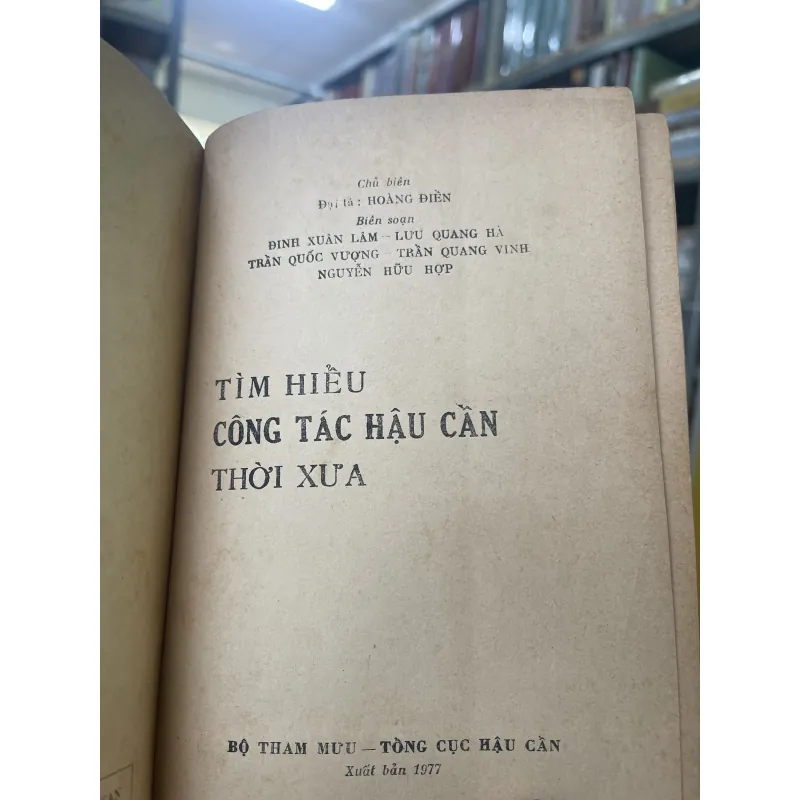 Chủ biên
Đại tá : HOÀNG ĐIỀN
Biên soạn
ĐINH XUÂN LÂM — LƯU QUANG HÀ
TRẦN QUỐC VƯỢNG — TRẦN QUANG VINH
NGUYỄN HỮU HỢP
TÌM HIỂU
CÔNG TÁC HẬU CẦN
THỜI XƯA
BỘ THAM MƯU — TỔNG CỤC HẬU CẦN
Xuất bản 1977